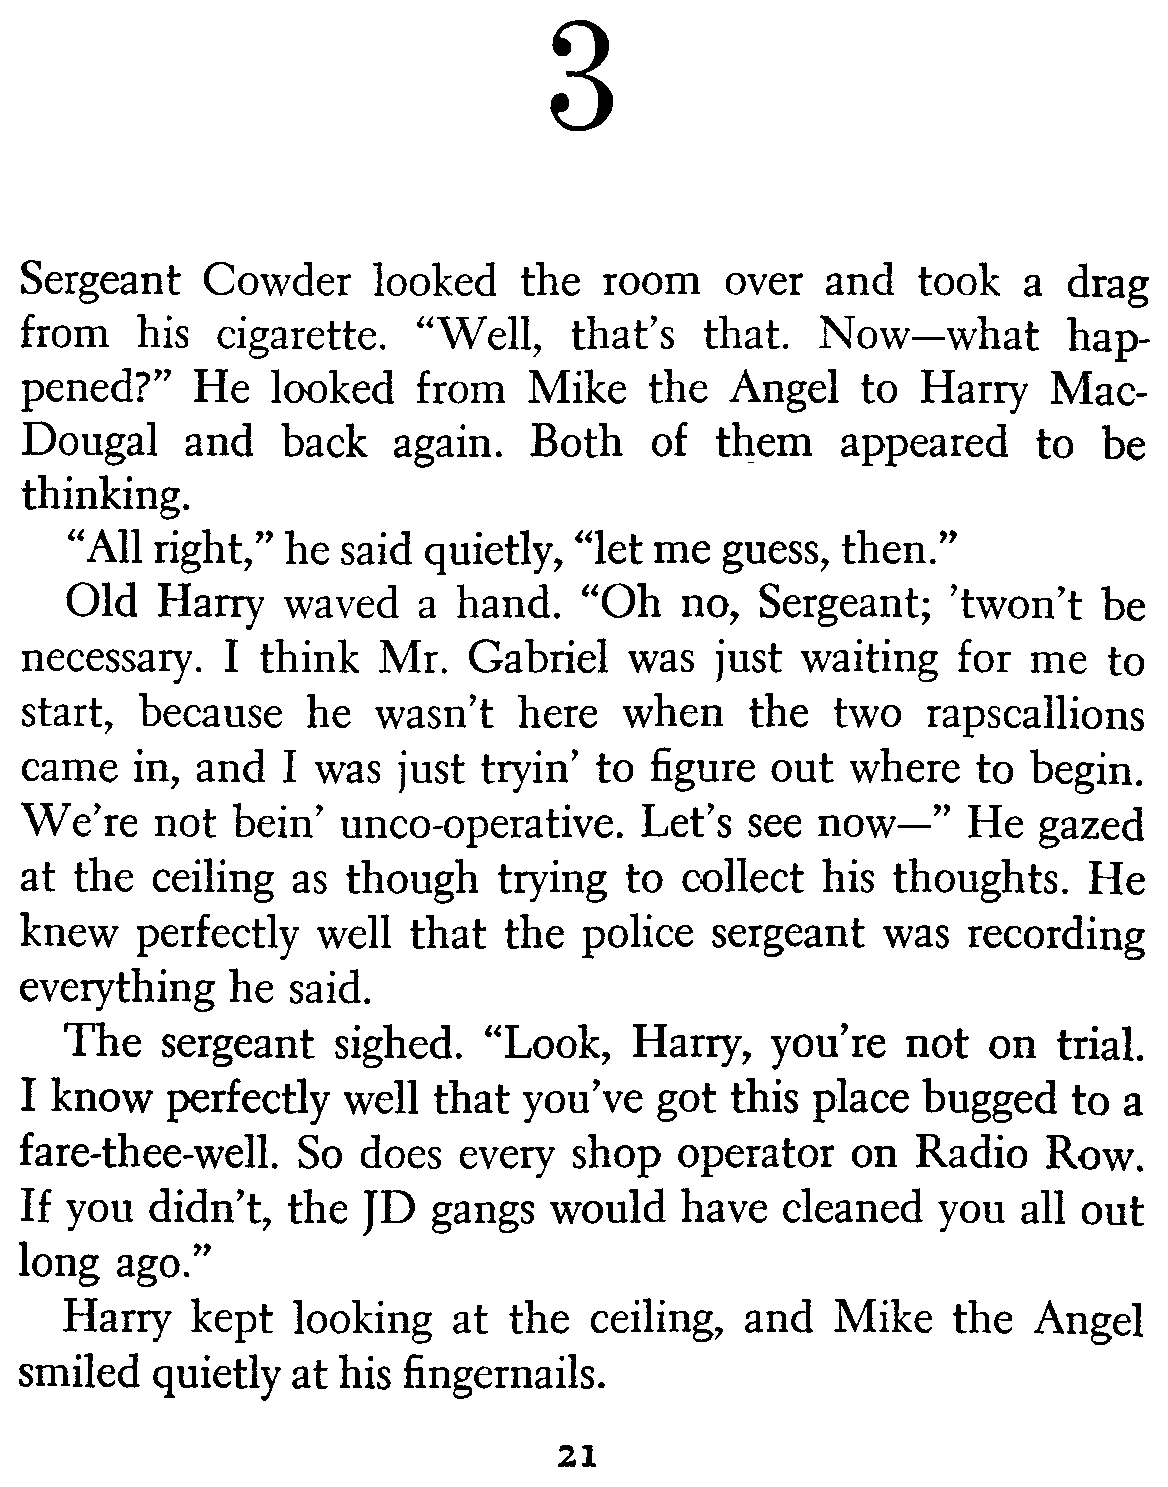 3
Sergeant Cowder looked the room over and took a drag
from his cigarette. “Well, that’s that. Now—what hap-
pened?” He looked from Mike the Angel to Harry Mac-
Dougal and back again. Both of them appeared to be
thinking.
“All right,” he said quietly, “let me guess, then.”
Old Harry waved a hand. “Oh no, Sergeant; ’twon’t be
necessary. I think Mr. Gabriel was just waiting for me to
start, because he wasn’t here when the two rapscallions
came in, and I was just tryin’ to figure out where to begin.
We’re not bein’ unco-operative. Let’s see now—” He gazed
at the ceiling as though trying to collect his thoughts. He
knew perfectly well that the police sergeant was recording
everything he said.
The sergeant sighed. “Look, Harry, you’re not on trial.
I know perfectly well that you’ve got this place bugged to a
fare-thee-well. So does every shop operator on Radio Row.
If you didn’t, the JD gangs would have cleaned you all out
long ago.”
Harry kept looking at the ceiling, and Mike the Angel
smiled quietly at his fingernails.
21